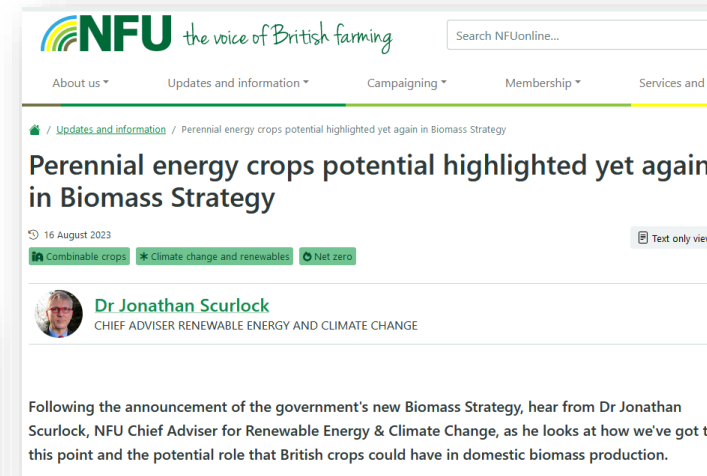 NFU the voice of British farming
Search NFUonline...
About us Updates and information Campaigning Membership Services and
/ Updates and information / Perennial energy crops potential highlighted yet again in Biomass Strategy
Perennial energy crops potential highlighted yet again
in Biomass Strategy
16 August 2023
Text only view
Combinable crops Climate change and renewables Net zero
Dr Jonathan Scurlock
CHIEF ADVISER RENEWABLE ENERGY AND CLIMATE CHANGE
Following the announcement of the government's new Biomass Strategy, hear from Dr Jonathan
Scurlock, NFU Chief Adviser for Renewable Energy & Climate Change, as he looks at how we've got
this point and the potential role that British crops could have in domestic biomass production.